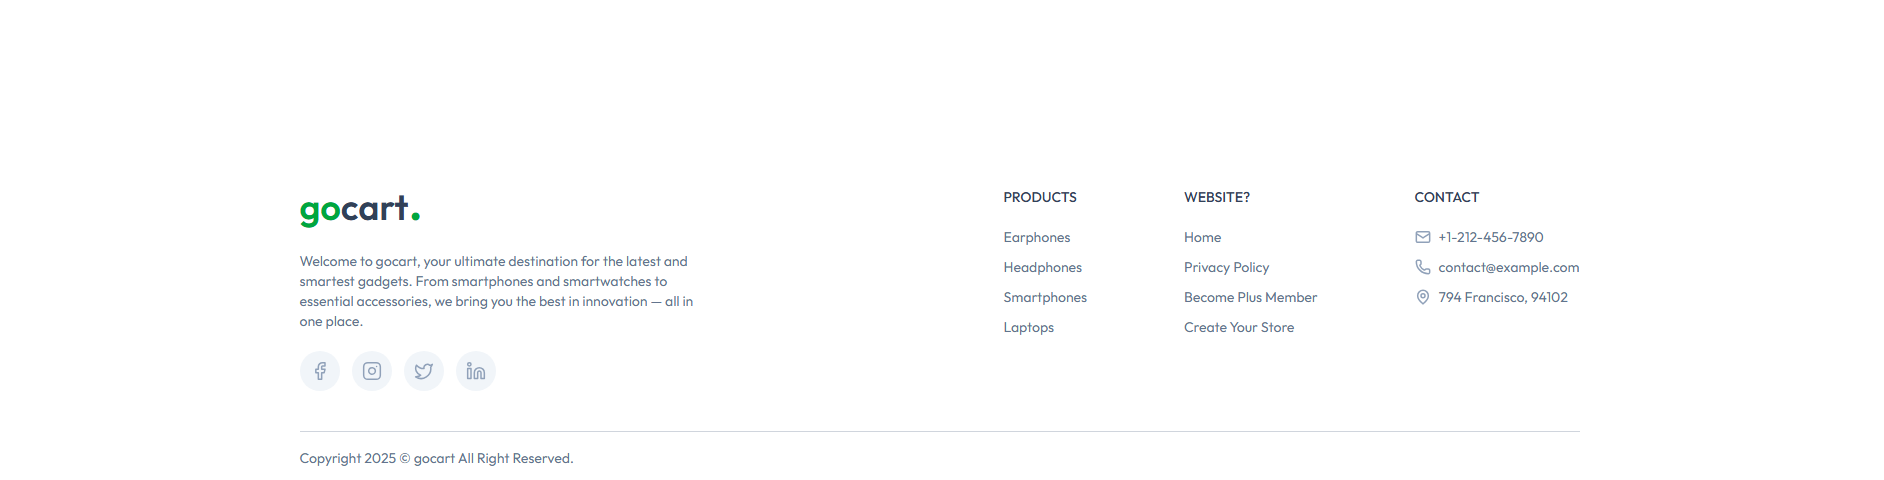 gocart.
Welcome to gocart, your ultimate destination for the latest and
smartest gadgets. From smartphones and smartwatches to
essential accessories, we bring you the best in innovation — all in
one place.
PRODUCTS
Earphones
Headphones
Smartphones
Laptops
WEBSITE?
Home
Privacy Policy
Become Plus Member
Create Your Store
CONTACT
+1-212-456-7890
contact@example.com
794 Francisco, 94102
Copyright 2025 © gocart All Right Reserved.